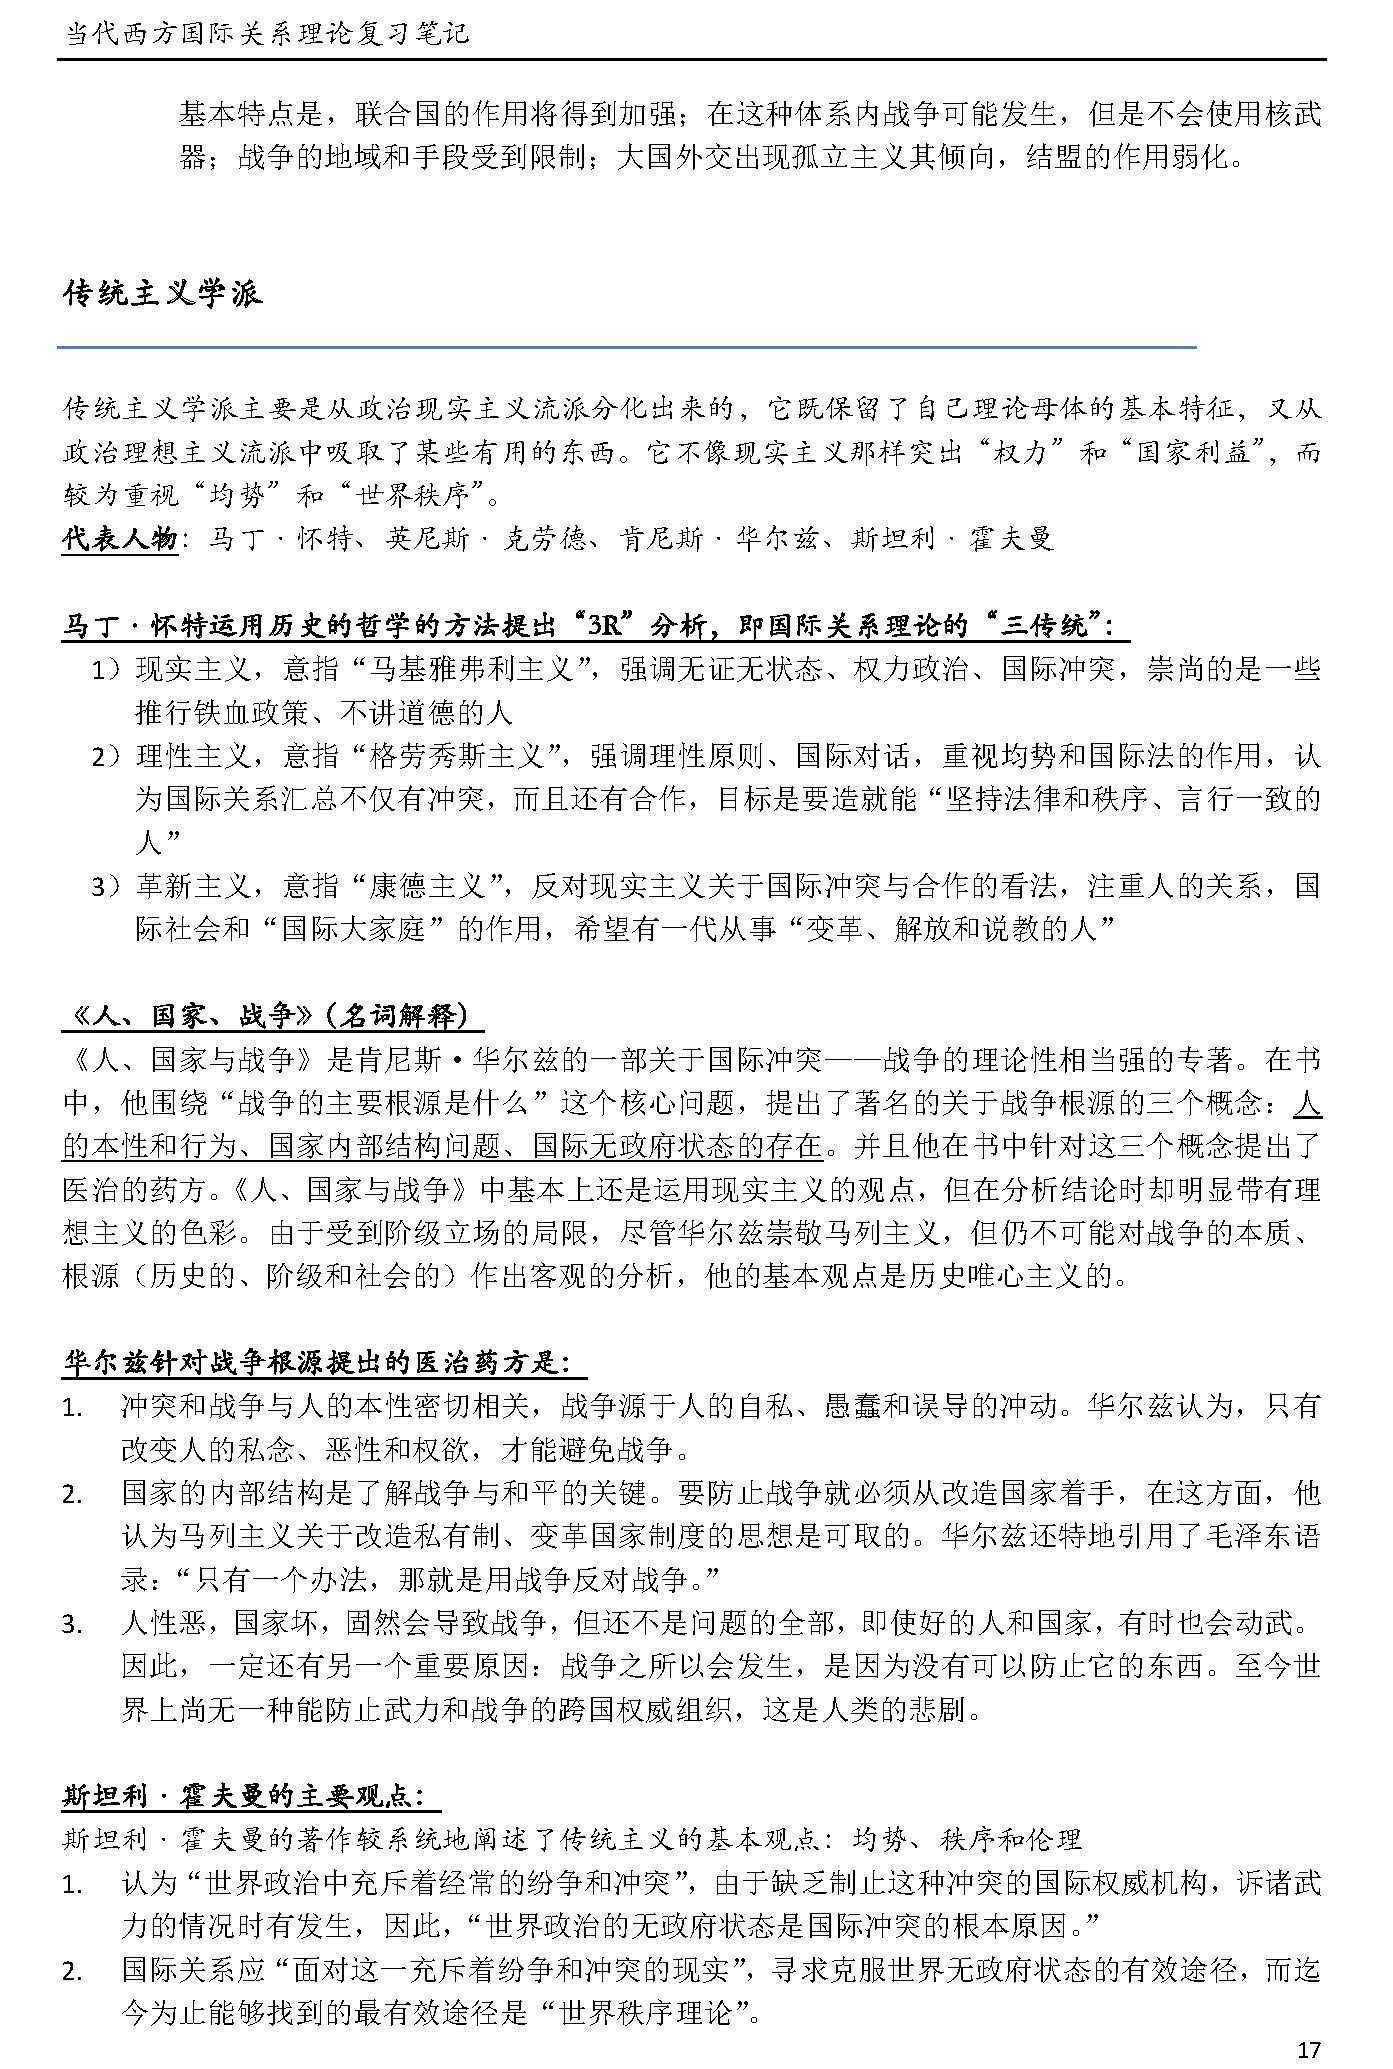 当代西方国际关系理论复习笔记
基本特点是，联合国的作用将得到加强；在这种体系内战争可能发生，但是不会使用核武
器；战争的地域和手段受到限制；大国外交出现孤立主义其倾向，结盟的作用弱化。
传统主义学派
传统主义学派主要是从政治现实主义流派分化出来的，它既保留了自己理论母体的基本特征，又从
政治理想主义流派中吸取了某些有用的东西。它不像现实主义那样突出“权力”和“国家利益”，而
较为重视“均势”和“世界秩序”。
代表人物：马丁·怀特、英尼斯·克劳德、肯尼斯·华尔兹、斯坦利·霍夫曼
马丁·怀特运用历史的哲学的方法提出“3R”分析，即国际关系理论的“三传统”：
1）现实主义，意指“马基雅弗利主义”，强调无证无状态、权力政治、国际冲突，崇尚的是一些
推行铁血政策、不讲道德的人
2）理性主义，意指“格劳秀斯主义”，强调理性原则、国际对话，重视均势和国际法的作用，认
为国际关系汇总不仅有冲突，而且还有合作，目标是要造就能“坚持法律和秩序、言行一致的
人”
3）革新主义，意指“康德主义”，反对现实主义关于国际冲突与合作的看法，注重人的关系，国
际社会和“国际大家庭”的作用，希望有一代从事“变革、解放和说教的人”
《人、国家、战争》（名词解释）
《人、国家与战争》是肯尼斯·华尔兹的一部关于国际冲突——战争的理论性相当强的专著。在书
中，他围绕“战争的主要根源是什么”这个核心问题，提出了著名的关于战争根源的三个概念：人
的本性和行为、国家内部结构问题、国际无政府状态的存在。并且他在书中针对这三个概念提出了
医治的药方。《人、国家与战争》中基本上还是运用现实主义的观点，但在分析结论时却明显带有理
想主义的色彩。由于受到阶级立场的局限，尽管华尔兹崇敬马列主义，但仍不可能对战争的本质、
根源（历史的、阶级和社会的）作出客观的分析，他的基本观点是历史唯心主义的。
华尔兹针对战争根源提出的医治药方是：
1. 冲突和战争与人的本性密切相关，战争源于人的自私、愚蠢和误导的冲动。华尔兹认为，只有
改变人的私念、恶性和权欲，才能避免战争。
2. 国家的内部结构是了解战争与和平的关键。要防止战争就必须从改造国家着手，在这方面，他
认为马列主义关于改造私有制、变革国家制度的思想是可取的。华尔兹还特地引用了毛泽东语
录：“只有一个办法，那就是用战争反对战争。”
3. 人性恶，国家坏，固然会导致战争，但还不是问题的全部，即使好的人和国家，有时也会动武。
因此，一定还有另一个重要原因：战争之所以会发生，是因为没有可以防止它的东西。至今世
界上尚无一种能防止武力和战争的跨国权威组织，这是人类的悲剧。
斯坦利·霍夫曼的主要观点：
斯坦利·霍夫曼的著作较系统地阐述了传统主义的基本观点：均势、秩序和伦理
1. 认为“世界政治中充斥着经常的纷争和冲突”，由于缺乏制止这种冲突的国际权威机构，诉诸武
力的情况时有发生，因此，“世界政治的无政府状态是国际冲突的根本原因。”
2. 国际关系应“面对这一充斥着纷争和冲突的现实”，寻求克服世界无政府状态的有效途径，而迄
今为止能够找到的最有效途径是“世界秩序理论”。
17